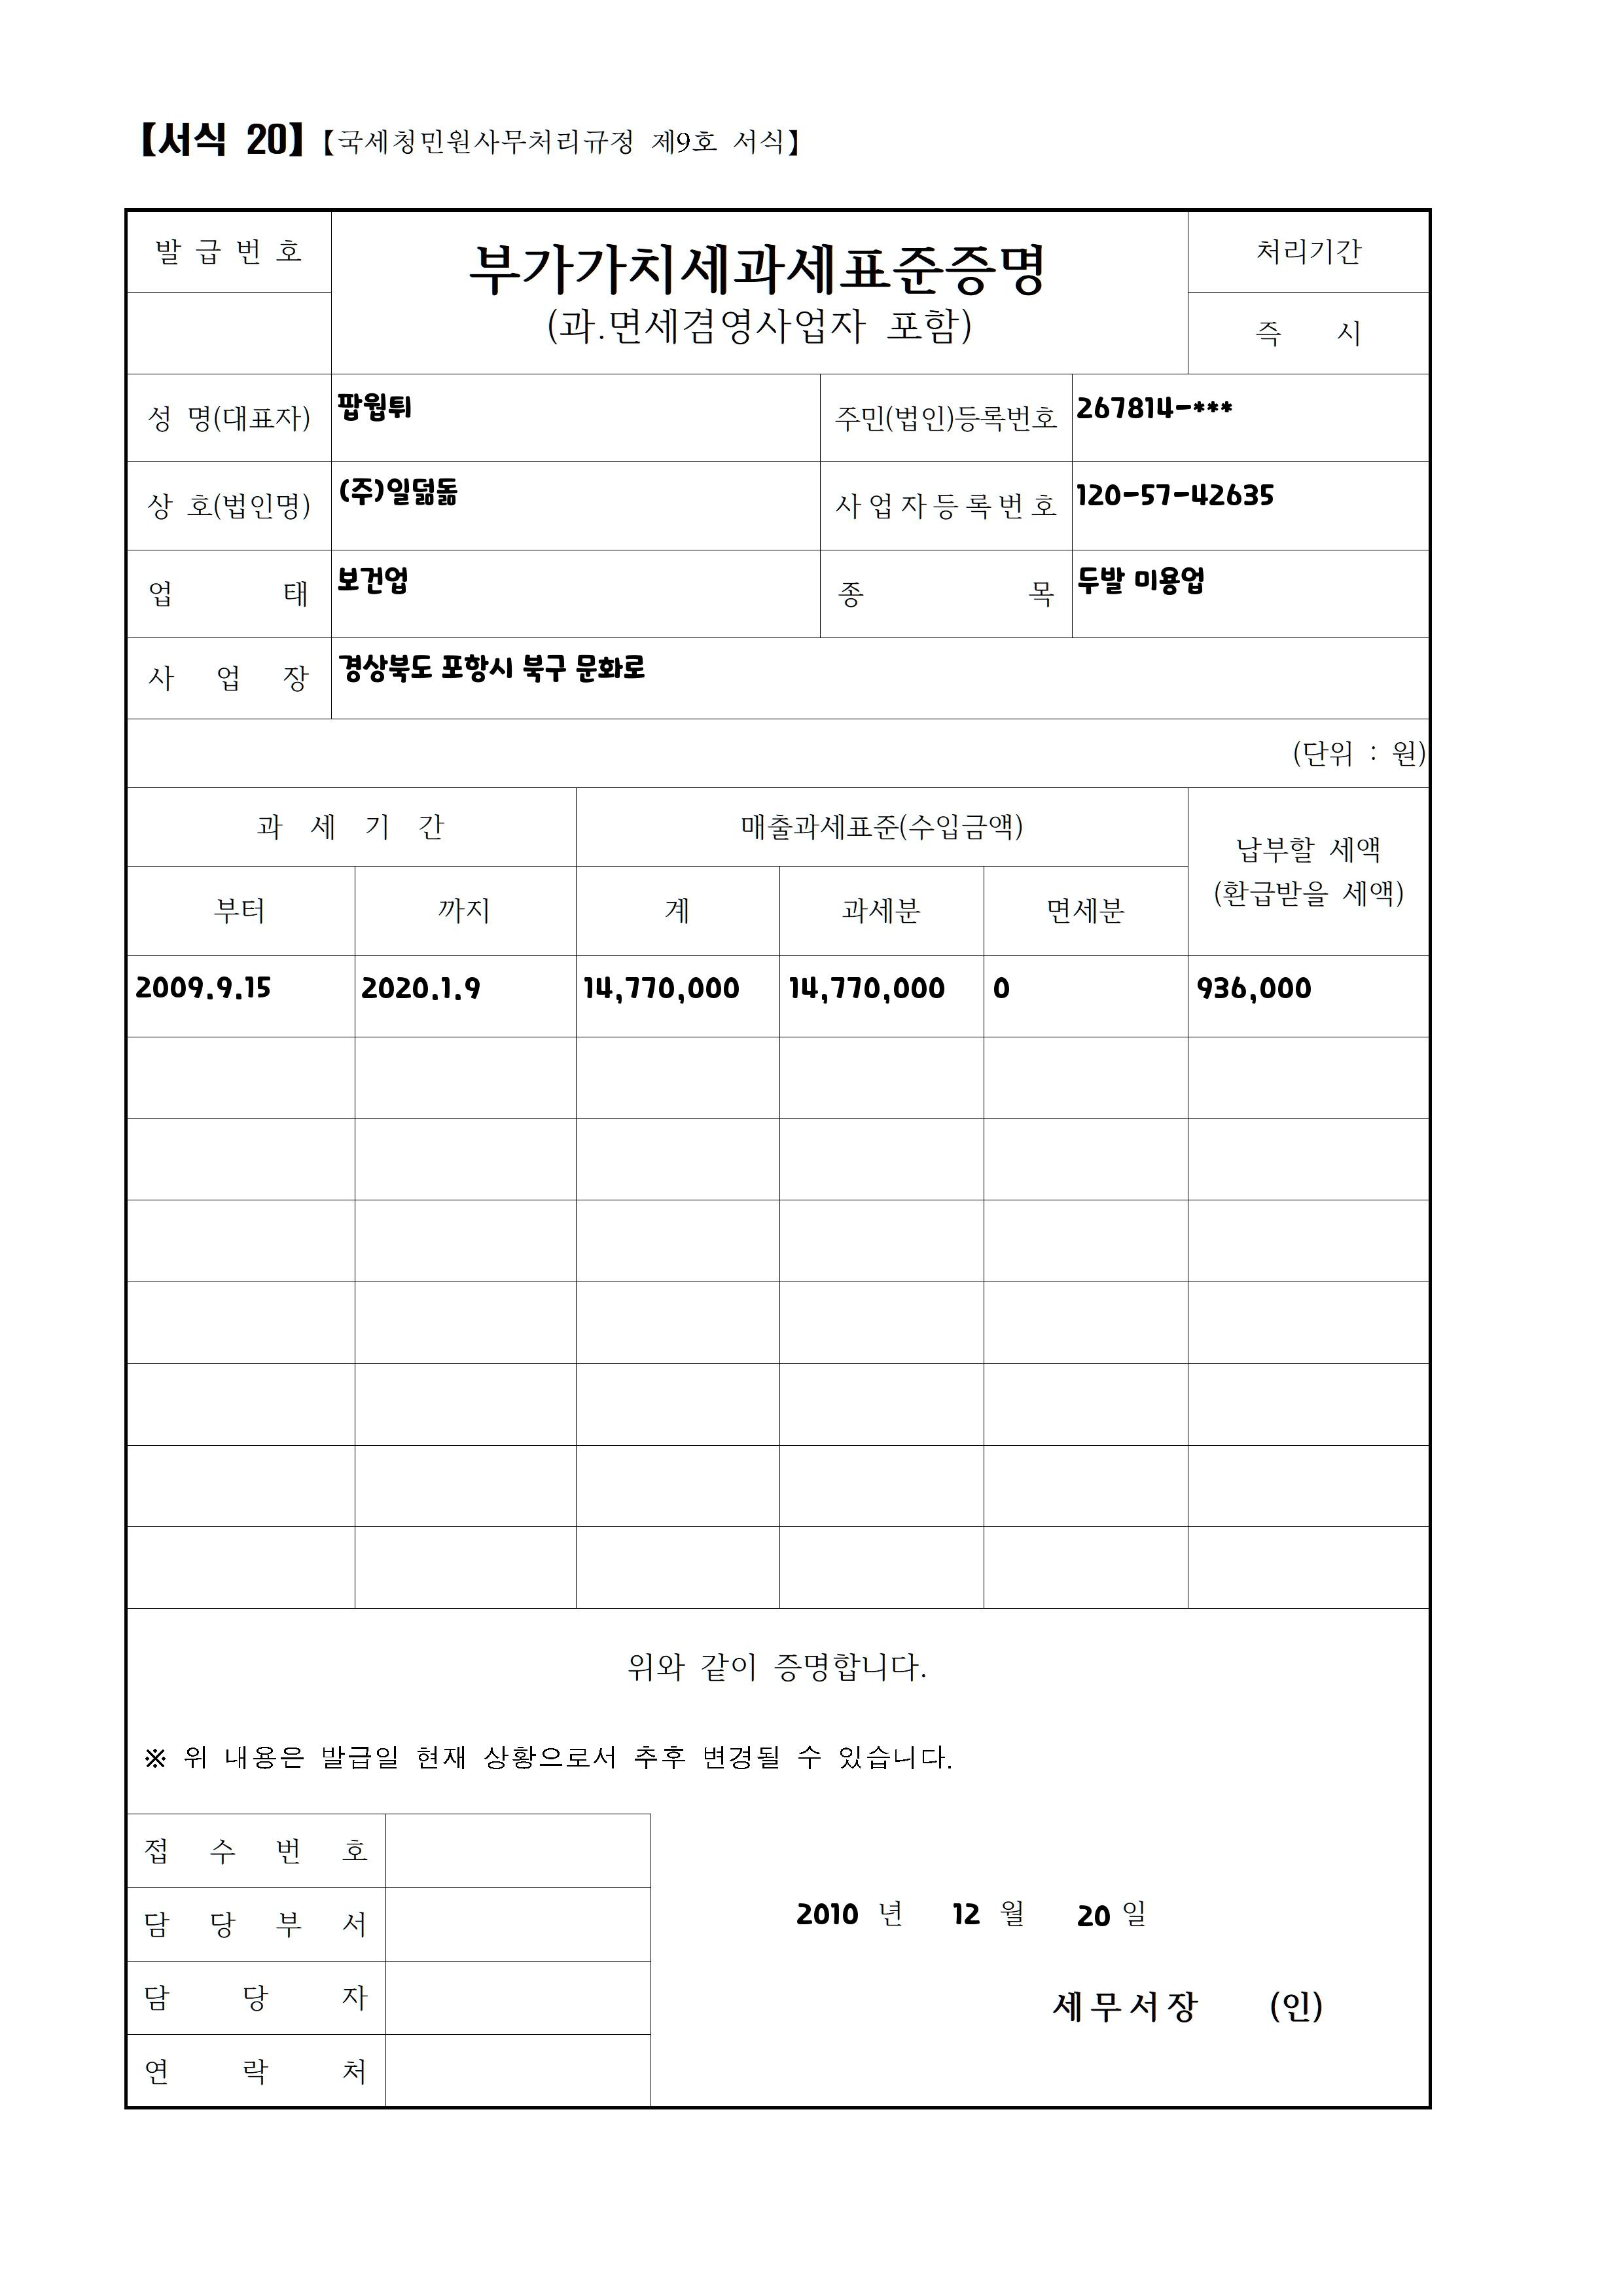 【서식 20】【국세청민원사무처리규정 제9호 서식】
발 급 번 호
부가가치세과세표준증명
(과.면세겸영사업자 포함)
처리기간
즉 시
성 명(대표자) 팝웝튀 주민(법인)등록번호 267814-***
상 호(법인명) (주)일덞돎 사업자등록번호 120-57-42635
업 태 보건업 종 목 두발 미용업
사 업 장 경상북도 포항시 북구 문화로
(단위 : 원)
과 세 기 간 매출과세표준(수입금액) 납부할 세액
(환급받을 세액)
부터 까지 계 과세분 면세분
2009.9.15 2020.1.9 14,770,000 14,770,000 0 936,000
위와 같이 증명합니다.
※ 위 내용은 발급일 현재 상황으로서 추후 변경될 수 있습니다.
접 수 번 호
담 당 부 서
담 당 자
연 락 처
2010 년 12 월 20 일
세무서장 (인)